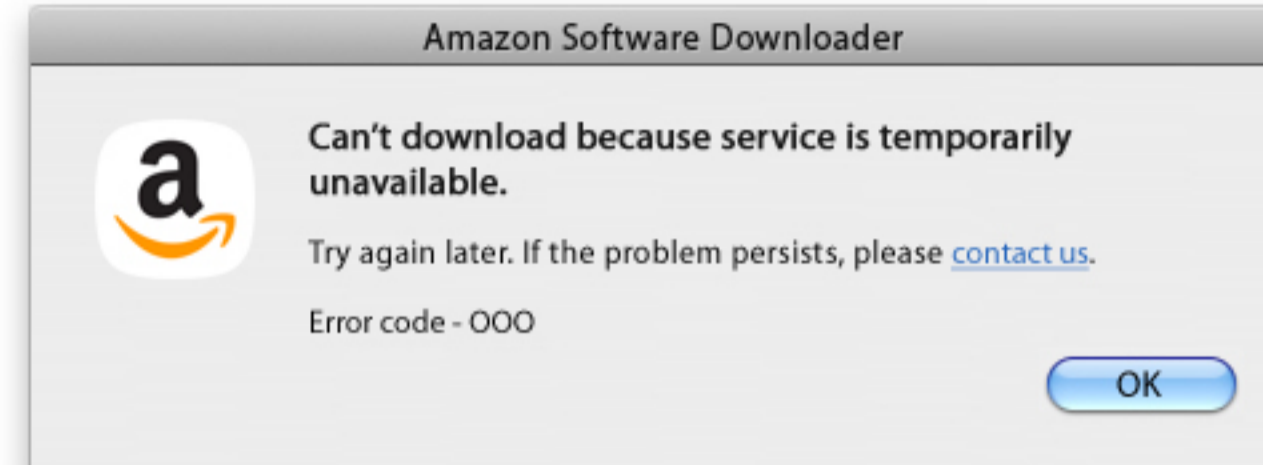 Amazon Software Downloader
Can't download because service is temporarily
unavailable.
Try again later. If the problem persists, please contact us.
Error code - OOO
OK